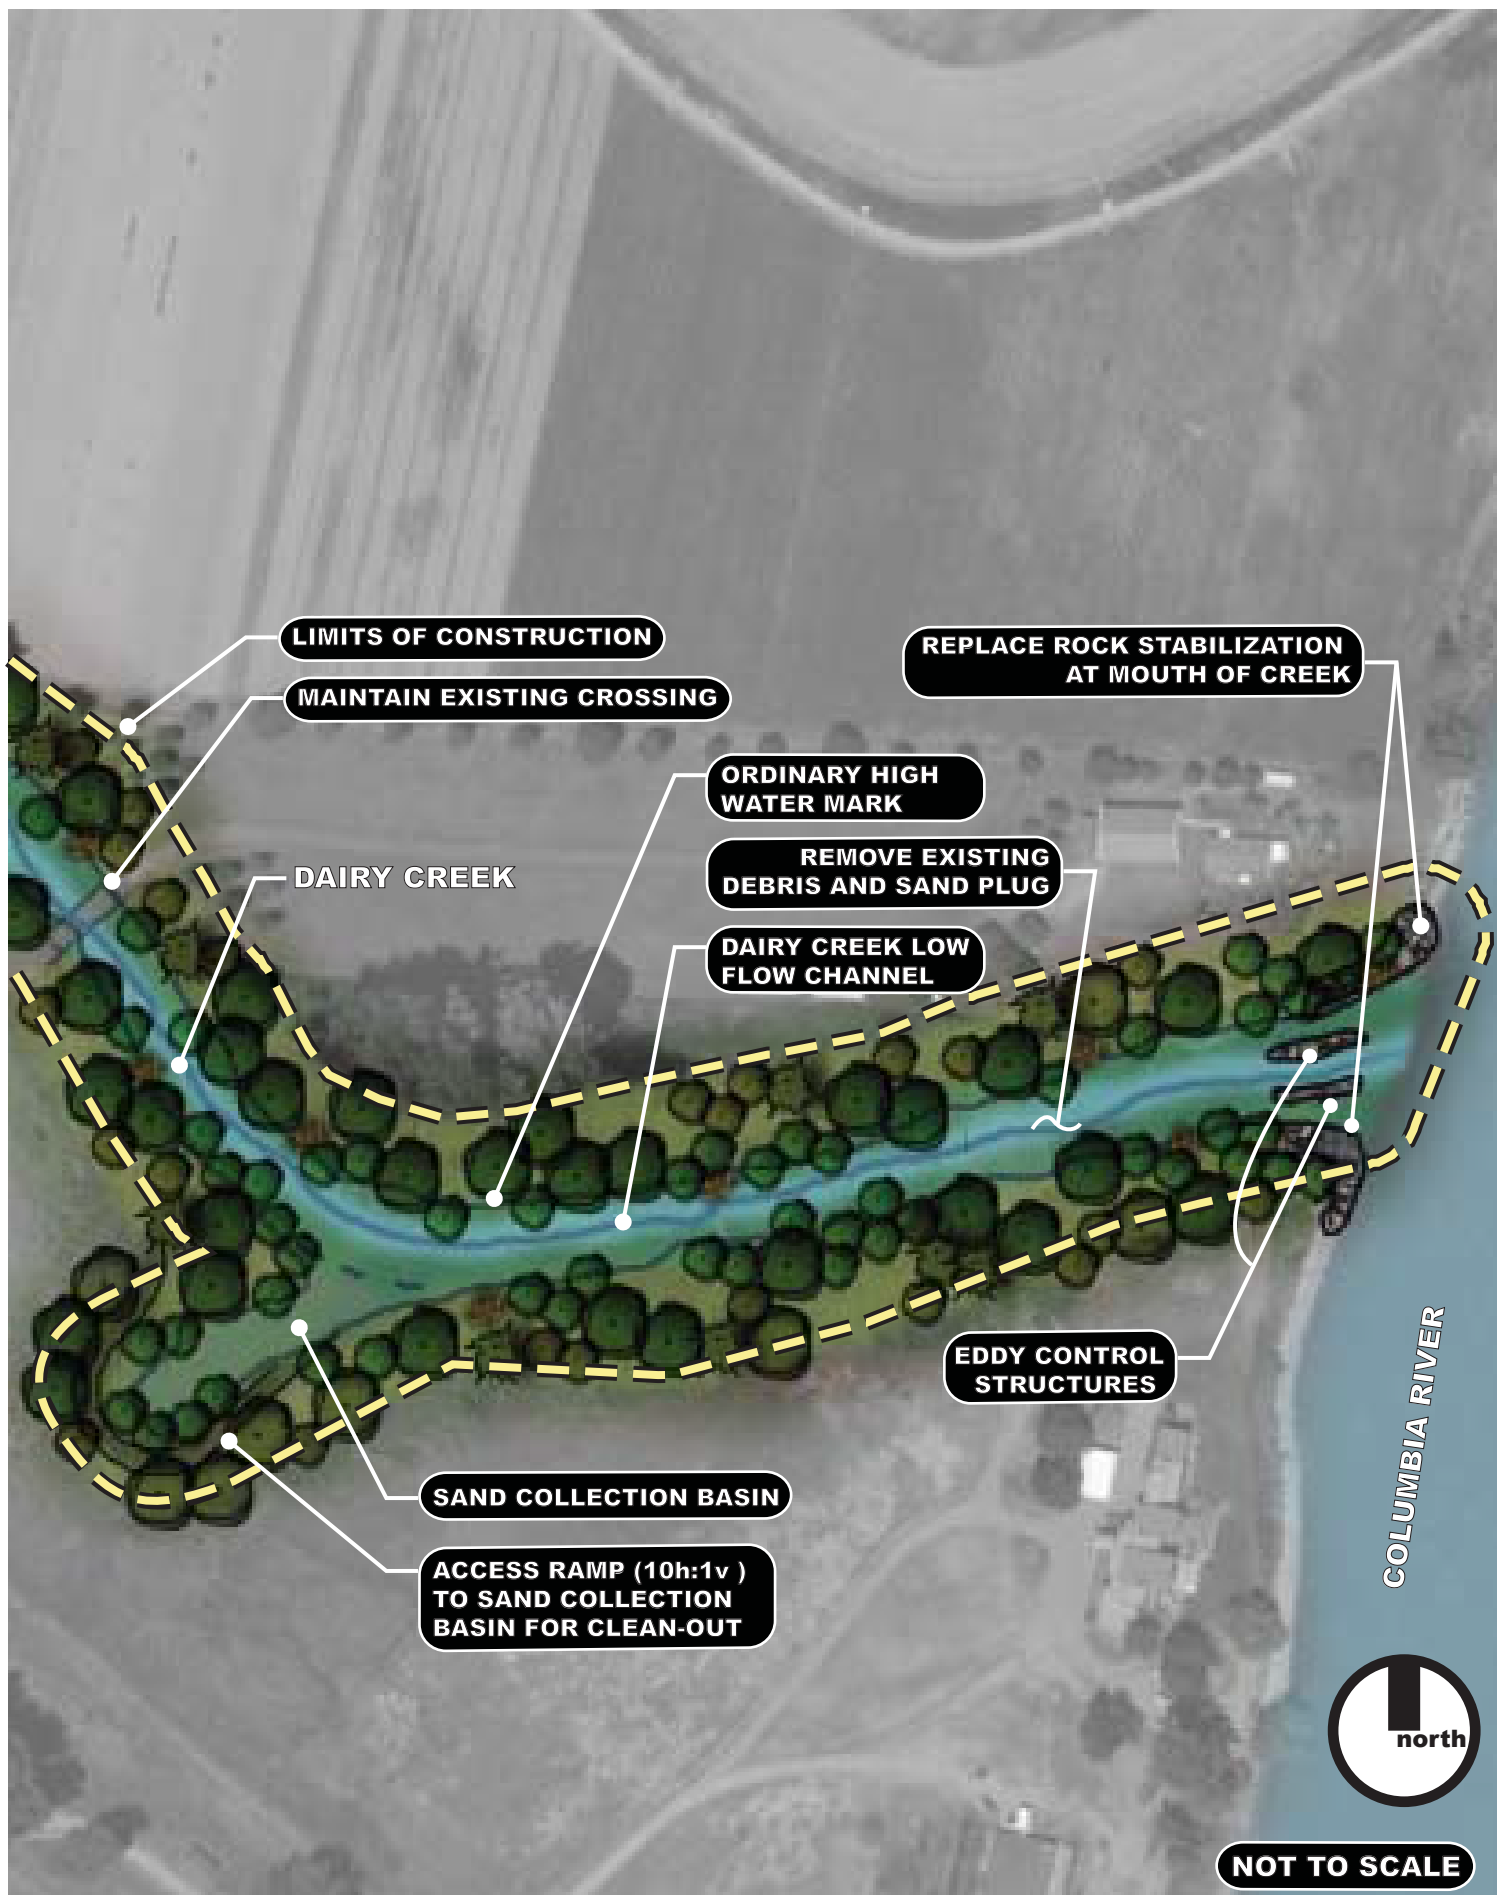 LIMITS OF CONSTRUCTION
MAINTAIN EXISTING CROSSING
REPLACE ROCK STABILIZATION
AT MOUTH OF CREEK
ORDINARY HIGH
WATER MARK
REMOVE EXISTING
DEBRIS AND SAND PLUG
DAIRY CREEK
DAIRY CREEK LOW
FLOW CHANNEL
EDDY CONTROL
STRUCTURES
COLUMBIA RIVER
SAND COLLECTION BASIN
ACCESS RAMP (10h:1v )
TO SAND COLLECTION
BASIN FOR CLEAN-OUT
north
NOT TO SCALE